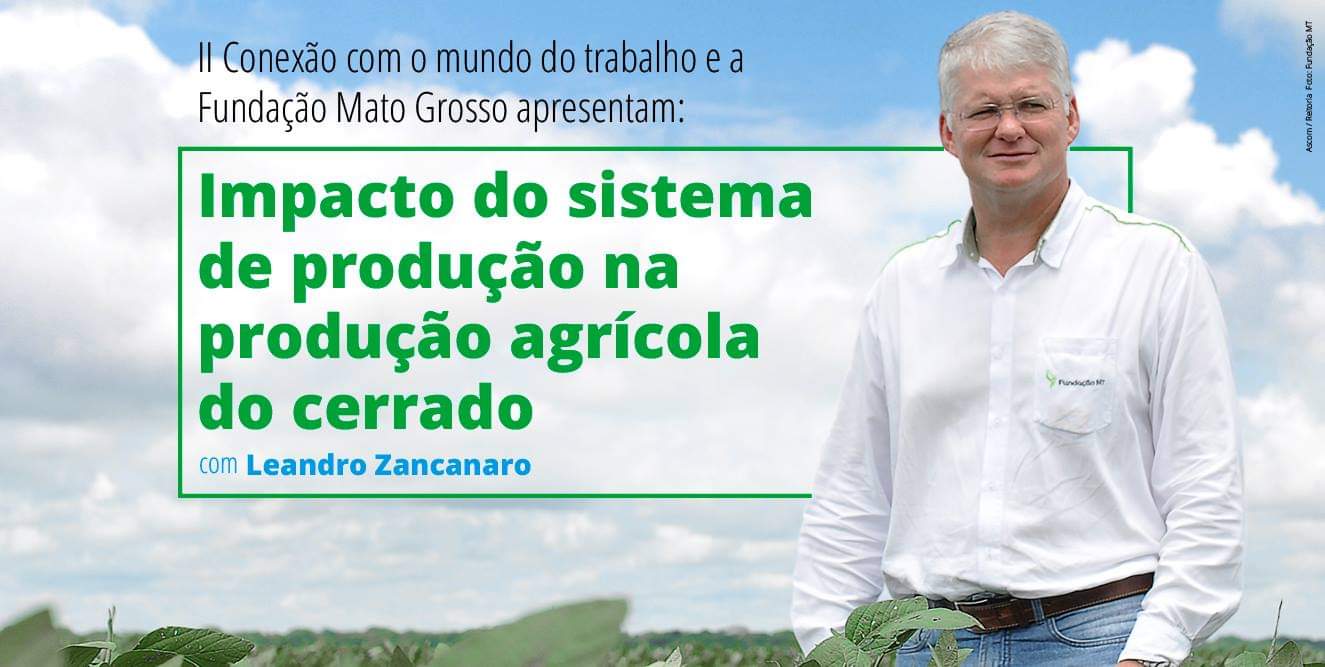 II Conexão com o mundo do trabalho e a
Fundação Mato Grosso apresentam:
Impacto do sistema
de produção na
produção agrícola
do cerrado
com Leandro Zancanaro
Fundação MT
Ascom / Reitoria Foto: Fundação MT